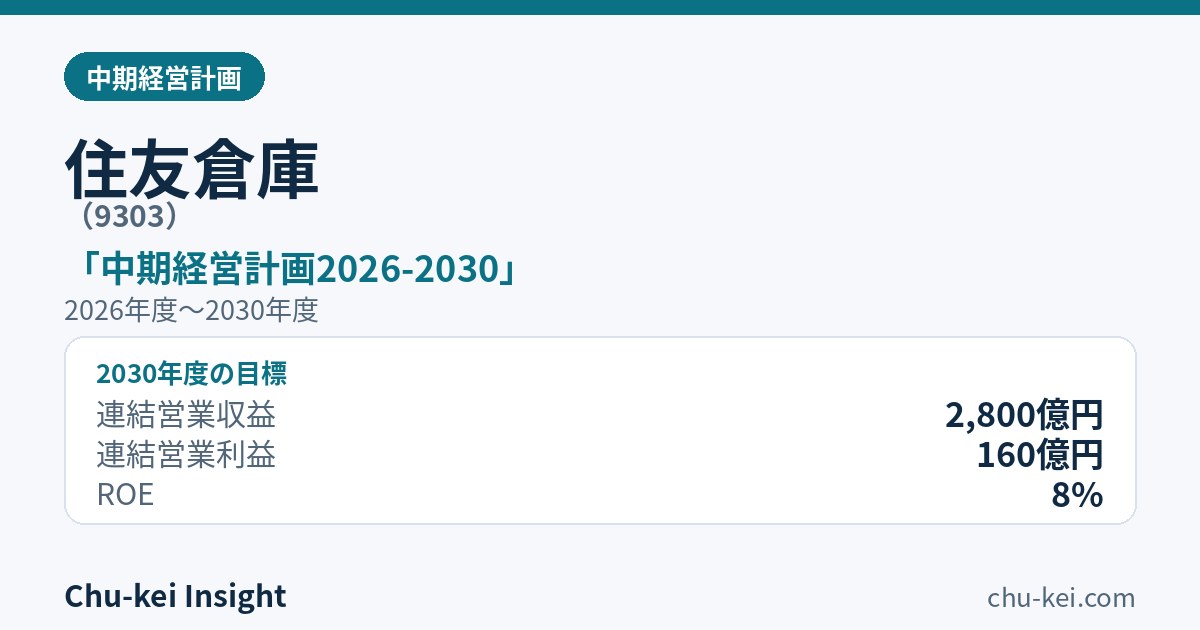 中期経営計画
住友倉庫
（9303）
「中期経営計画2026-2030」
2026年度～2030年度
2030年度の目標
連結営業収益 2,800億円
連結営業利益 160億円
ROE 8%
Chu-kei Insight chu-kei.com